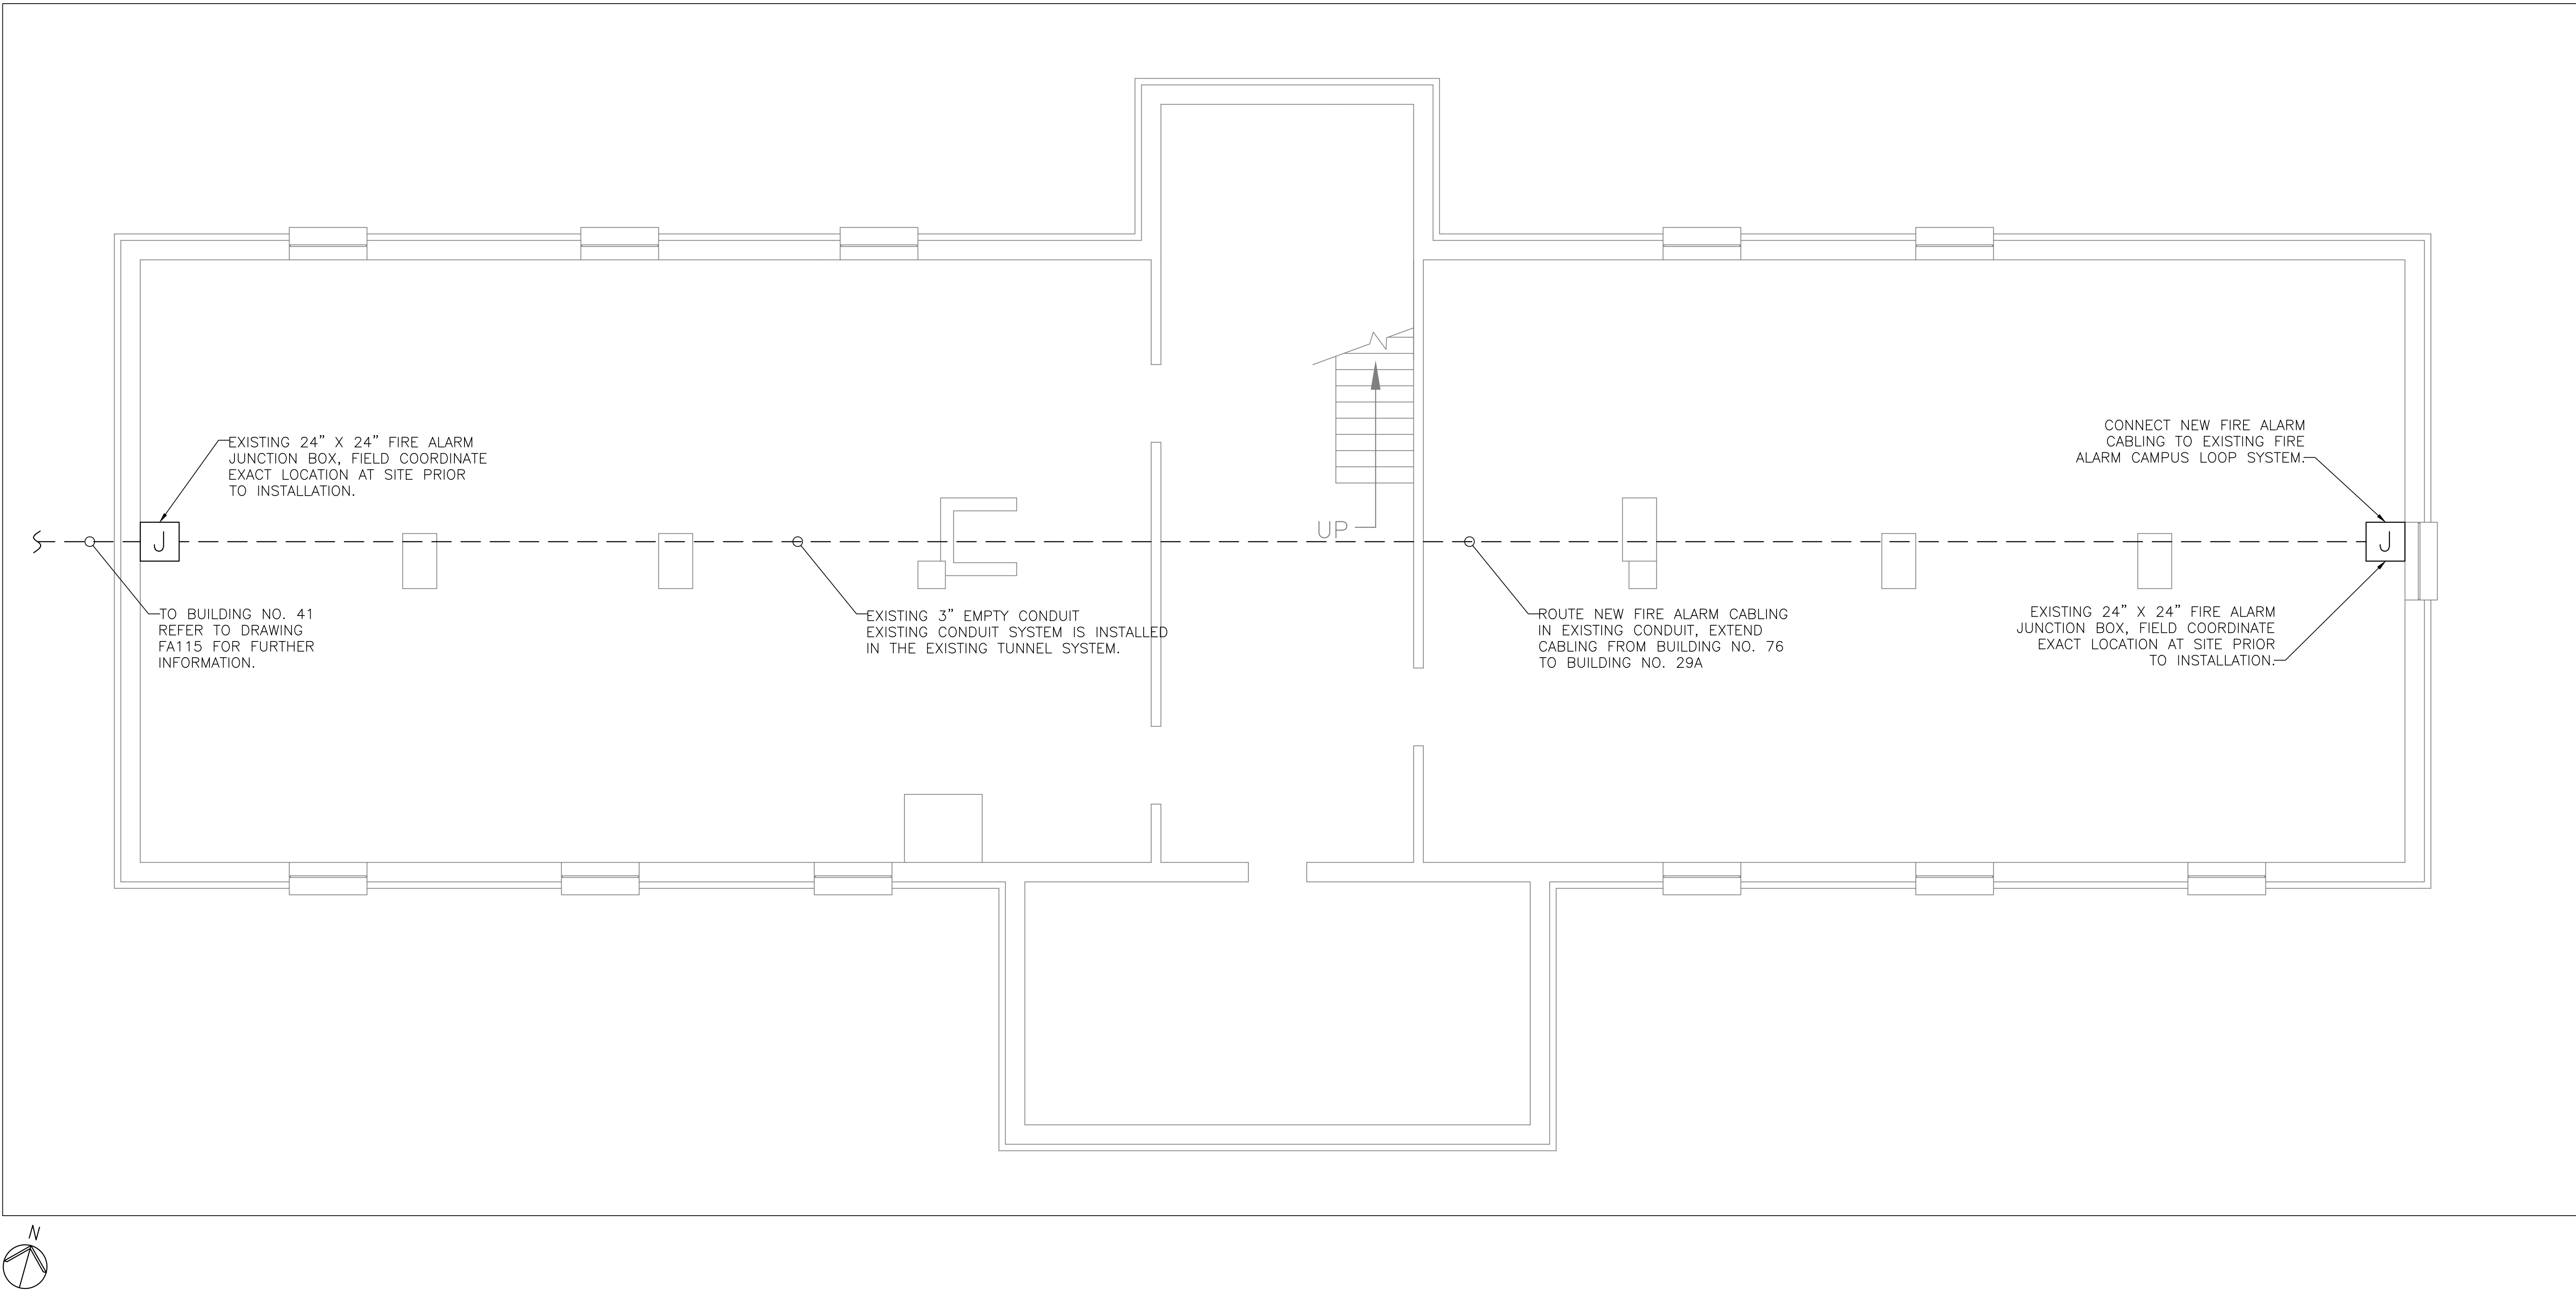 EXISTING 24” X 24” FIRE ALARM
JUNCTION BOX, FIELD COORDINATE
EXACT LOCATION AT SITE PRIOR
TO INSTALLATION.
CONNECT NEW FIRE ALARM
CABLING TO EXISTING FIRE
ALARM CAMPUS LOOP SYSTEM.
J
UP
J
TO BUILDING NO. 41
REFER TO DRAWING
FA115 FOR FURTHER
INFORMATION.
EXISTING 3” EMPTY CONDUIT
EXISTING CONDUIT SYSTEM IS INSTALLED
IN THE EXISTING TUNNEL SYSTEM.
ROUTE NEW FIRE ALARM CABLING
IN EXISTING CONDUIT, EXTEND
CABLING FROM BUILDING NO. 76
TO BUILDING NO. 29A
EXISTING 24” X 24” FIRE ALARM
JUNCTION BOX, FIELD COORDINATE
EXACT LOCATION AT SITE PRIOR
TO INSTALLATION.
N